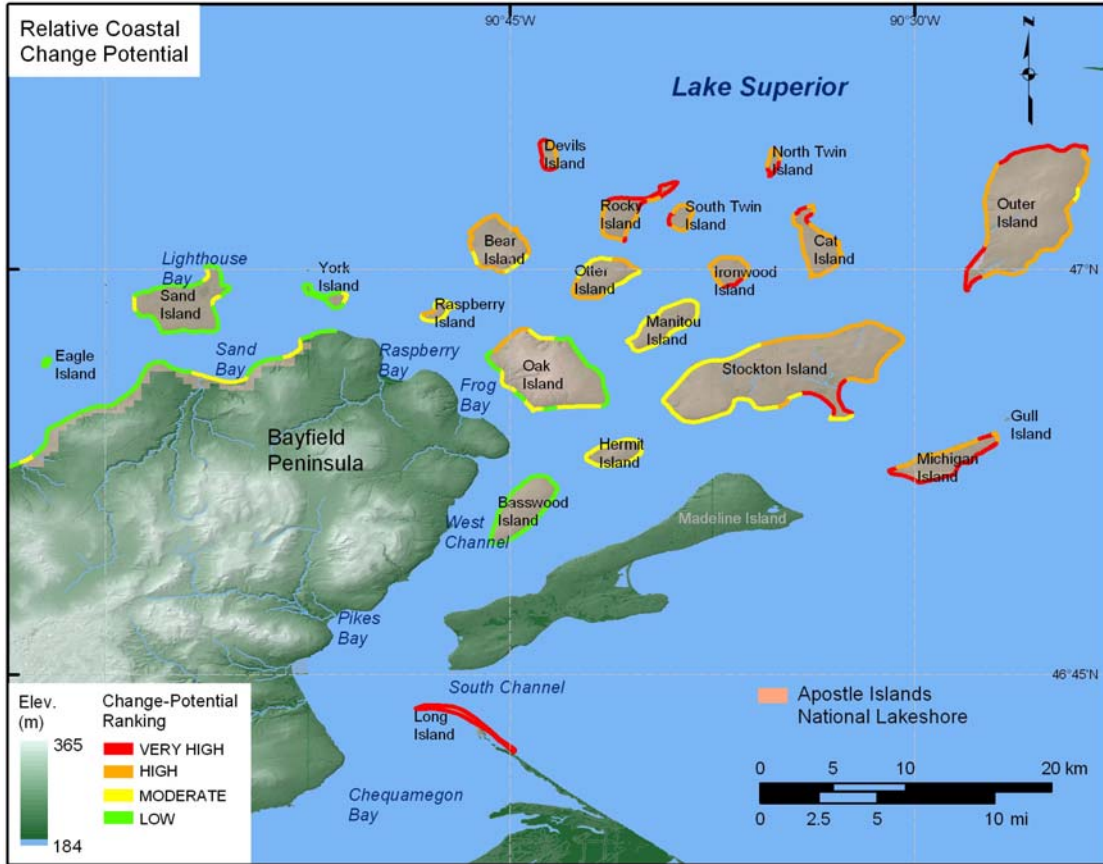 Relative Coastal
Change Potential
90°45'W
90°30'W
N
Lake Superior
Devils
Island
North Twin
Island
Rocky
Island
South Twin
Island
Outer
Island
Bear
Island
Cat
Island
Lighthouse
Bay
York
Island
Otter
Island
Ironwood
Island
47°N
Sand
Island
Raspberry
Island
Manitou
Island
Eagle
Island
Sand
Bay
Raspberry
Bay
Oak
Island
Stockton Island
Frog
Bay
Gull
Island
Bayfield
Peninsula
Hermit
Island
Michigan
Island
Basswood
Island
West
Channel
Madeline Island
Pikes
Bay
46°45'N
South Channel
Long
Island
Chequamegon
Bay
Elev.
(m)
365
184
Change-Potential
Ranking
VERY HIGH
HIGH
MODERATE
LOW
Apostle Islands
National Lakeshore
0 5 10 20 km
0 2.5 5 10 mi